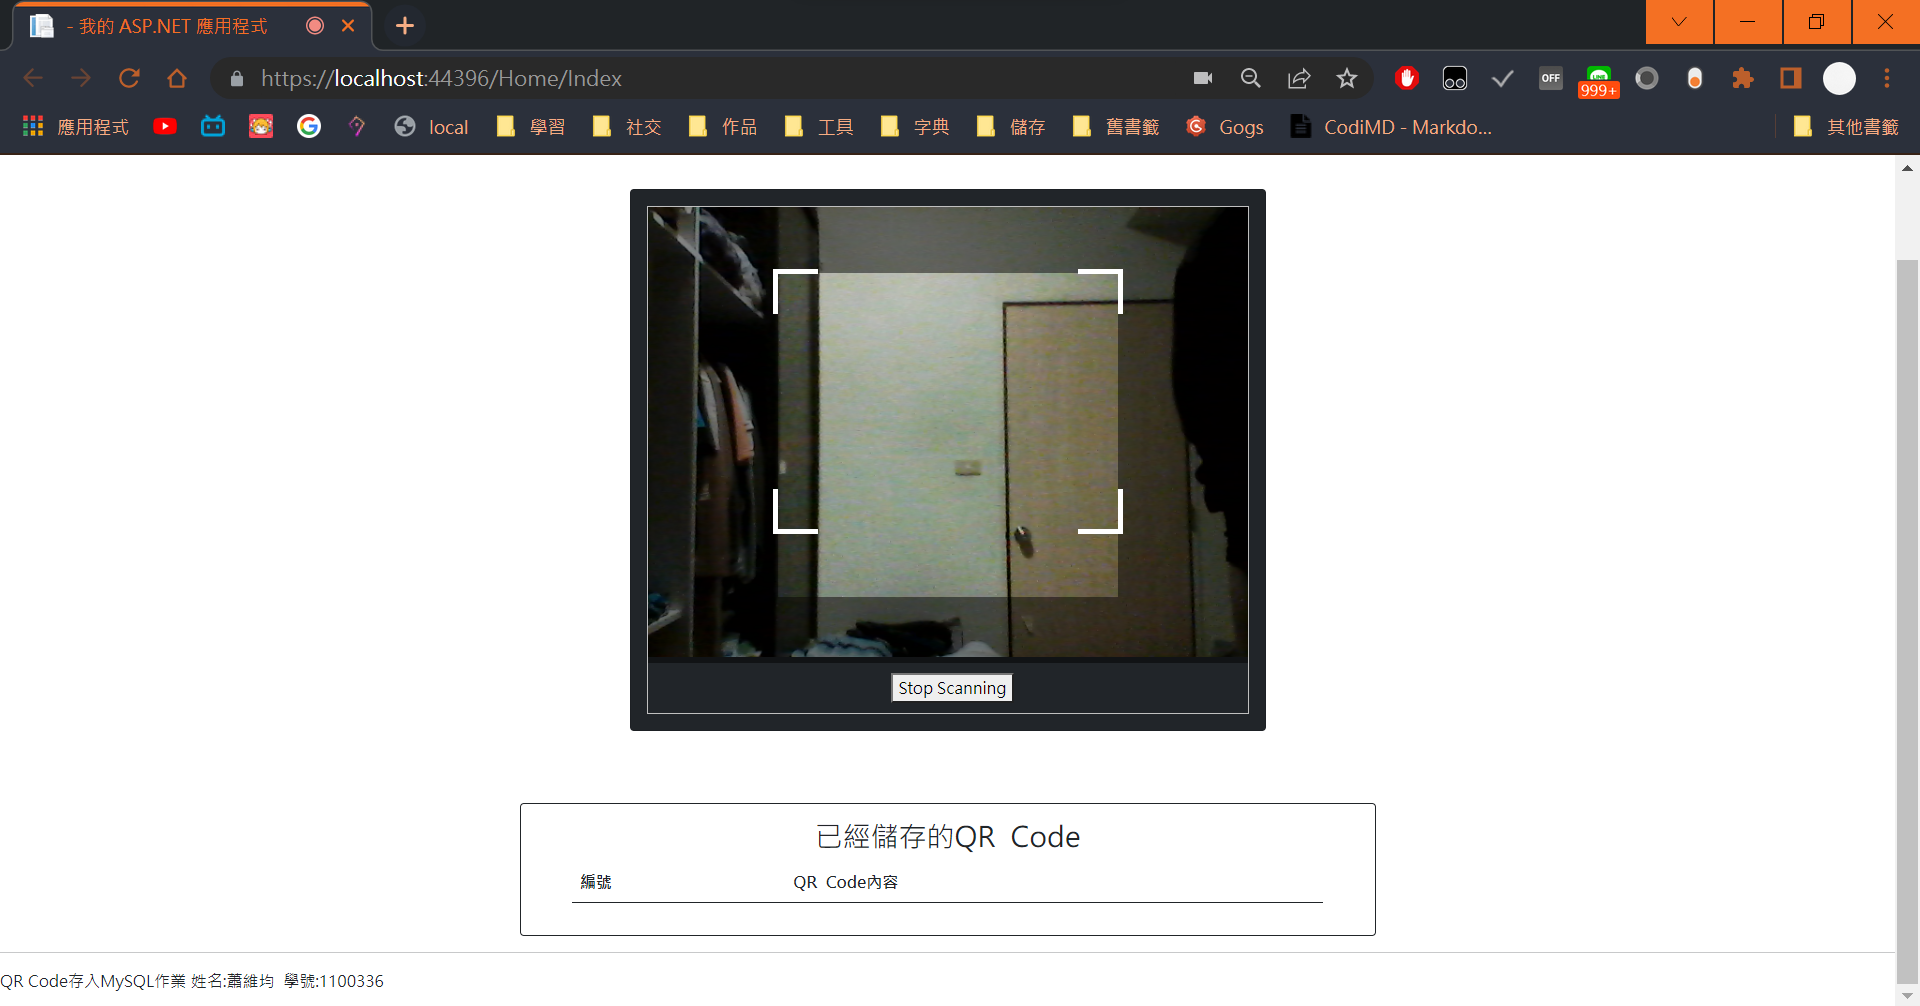 - 我的 ASP.NET 應用程式
https://localhost:44396/Home/Index
OFF
LINE
999+
應用程式 local 學習 社交 作品 工具 字典 儲存 舊書籤 Gogs CodiMD - Markdo... 其他書籤
Stop Scanning
已經儲存的QR Code
編號 QR Code內容
QR Code存入MySQL作業 姓名:蕭維均 學號:1100336